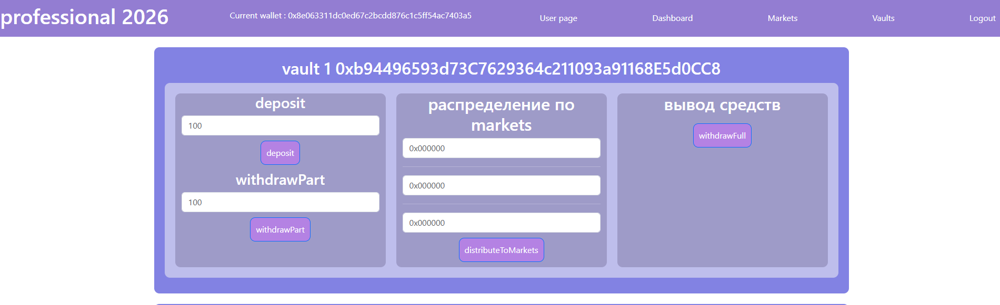 professional 2026
Current wallet : 0x8e063311dc0ed67c2bcdd876c1c5ff54ac7403a5
User page
Dashboard
Markets
Vaults
Logout
vault 1 0xb94496593d73C7629364c211093a91168E5d0CC8
deposit
100
deposit
withdrawPart
100
withdrawPart
распределение по
markets
0x000000
0x000000
0x000000
distributeToMarkets
вывод средств
withdrawFull